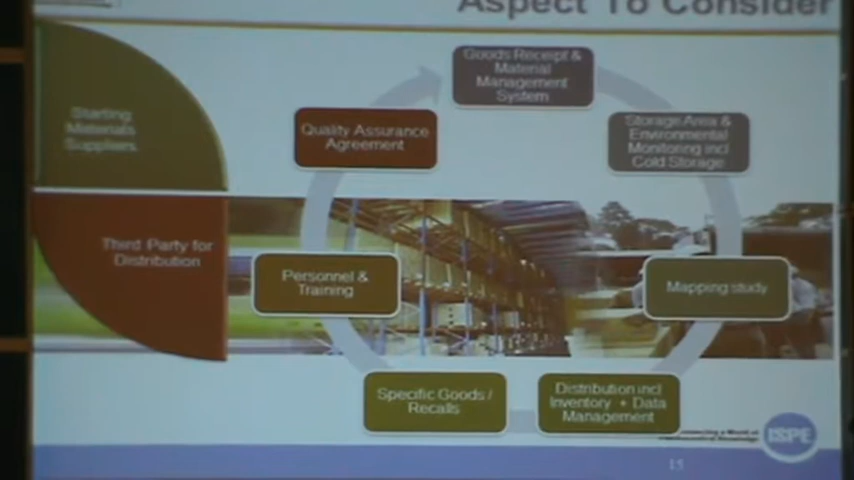 Aspect To Consider
Goods Receipt &
Material
Management
System
Storage Area &
Environmental
Monitoring incl
Cold Storage
Mapping study
Distribution incl
Inventory + Data
Management
Specific Goods /
Recalls
Personnel &
Training
Quality Assurance
Agreement
Starting
Materials
Suppliers
Third Party for
Distribution
ISPE
15